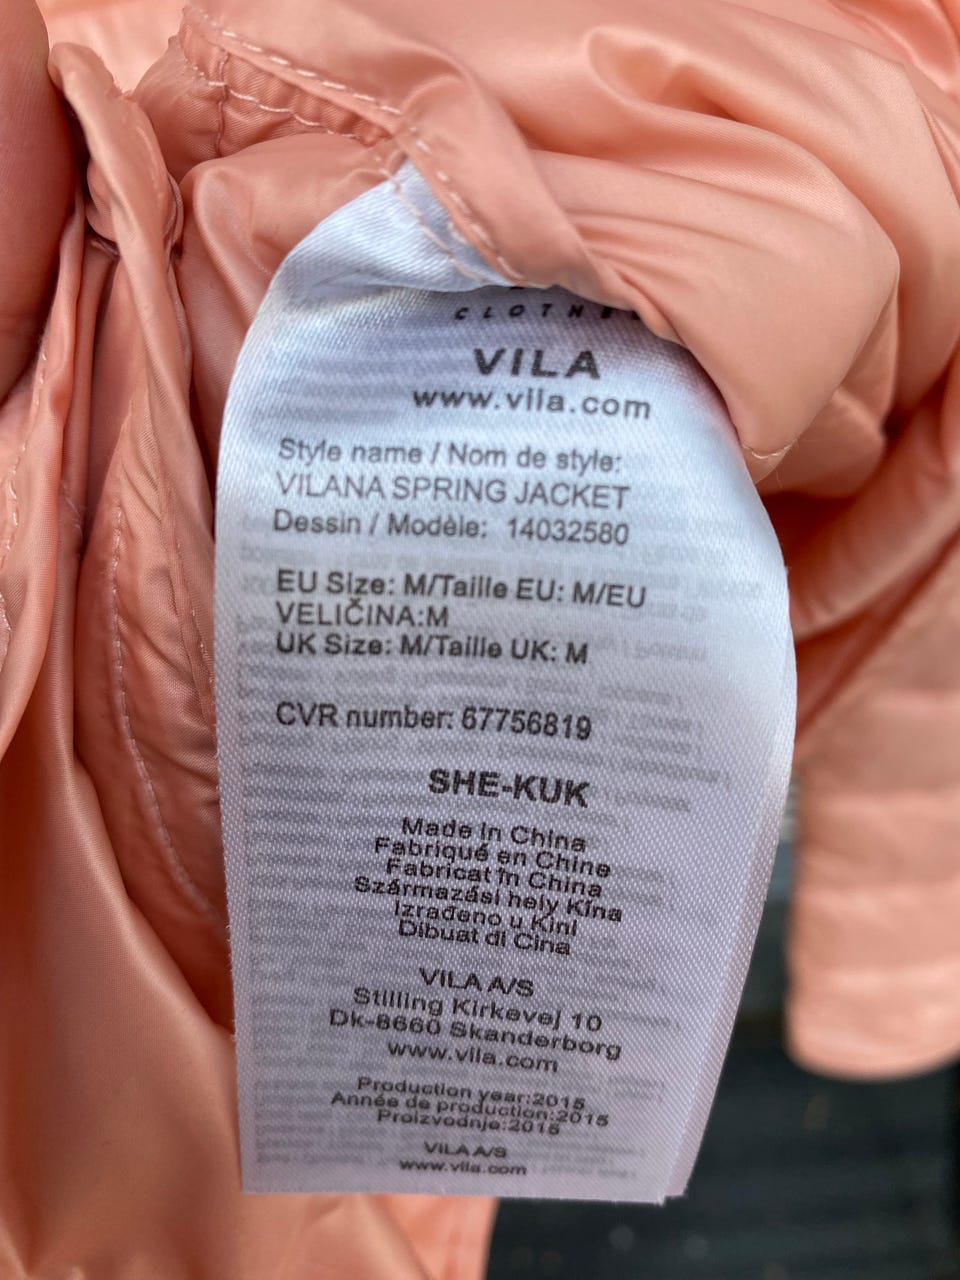 CLOTHE
VILA
www.vila.com
Style name / Nom de style:
VILANA SPRING JACKET
Dessin / Modèle: 14032580
EU Size: M/Taille EU: M/EU
VELIČINA:M
UK Size: M/Taille UK: M
CVR number: 67756819
SHE-KUK
Made in China
Fabriqué en Chine
Fabricat în China
Származási hely Kína
Izrađeno u Kini
Dibuat di Cina
VILA A/S
Stilling Kirkevej 10
Dk-8660 Skanderborg
www.vila.com
Production year:2015
Année de production:2015
Proizvodnje:2015
VILA A/S
www.vila.com